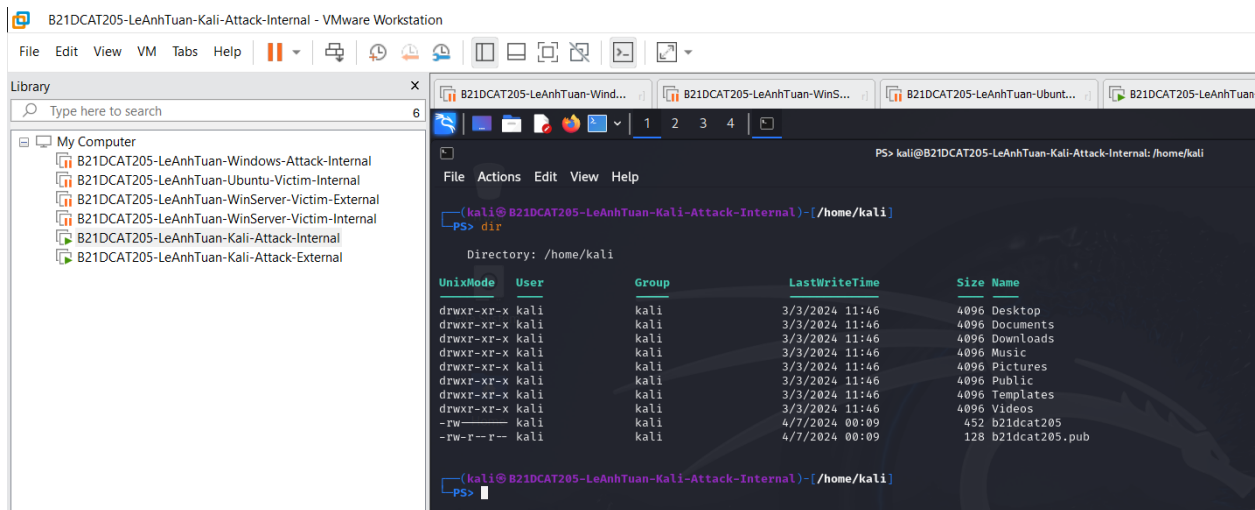 B21DCAT205-LeAnhTuan-Kali-Attack-Internal - VMware Workstation
File Edit View VM Tabs Help
Library X
Type here to search 6
My Computer
B21DCAT205-LeAnhTuan-Windows-Attack-Internal
B21DCAT205-LeAnhTuan-Ubuntu-Victim-Internal
B21DCAT205-LeAnhTuan-WinServer-Victim-External
B21DCAT205-LeAnhTuan-WinServer-Victim-Internal
B21DCAT205-LeAnhTuan-Kali-Attack-Internal
B21DCAT205-LeAnhTuan-Kali-Attack-External
B21DCAT205-LeAnhTuan-Wind... B21DCAT205-LeAnhTuan-WinS... B21DCAT205-LeAnhTuan-Ubunt... B21DCAT205-LeAnhTuan
1 2 3 4
PS> kali@B21DCAT205-LeAnhTuan-Kali-Attack-Internal: /home/kali
File Actions Edit View Help
┌──(kali㉿B21DCAT205-LeAnhTuan-Kali-Attack-Internal)-[/home/kali]
└─PS> dir
Directory: /home/kali
UnixMode User Group LastWriteTime Size Name
drwxr-xr-x kali kali 3/3/2024 11:46 4096 Desktop
drwxr-xr-x kali kali 3/3/2024 11:46 4096 Documents
drwxr-xr-x kali kali 3/3/2024 11:46 4096 Downloads
drwxr-xr-x kali kali 3/3/2024 11:46 4096 Music
drwxr-xr-x kali kali 3/3/2024 11:46 4096 Pictures
drwxr-xr-x kali kali 3/3/2024 11:46 4096 Public
drwxr-xr-x kali kali 3/3/2024 11:46 4096 Templates
drwxr-xr-x kali kali 3/3/2024 11:46 4096 Videos
-rw------- kali kali 4/7/2024 00:09 452 b21dcat205
-rw-r--r-- kali kali 4/7/2024 00:09 128 b21dcat205.pub
┌──(kali㉿B21DCAT205-LeAnhTuan-Kali-Attack-Internal)-[/home/kali]
└─PS>